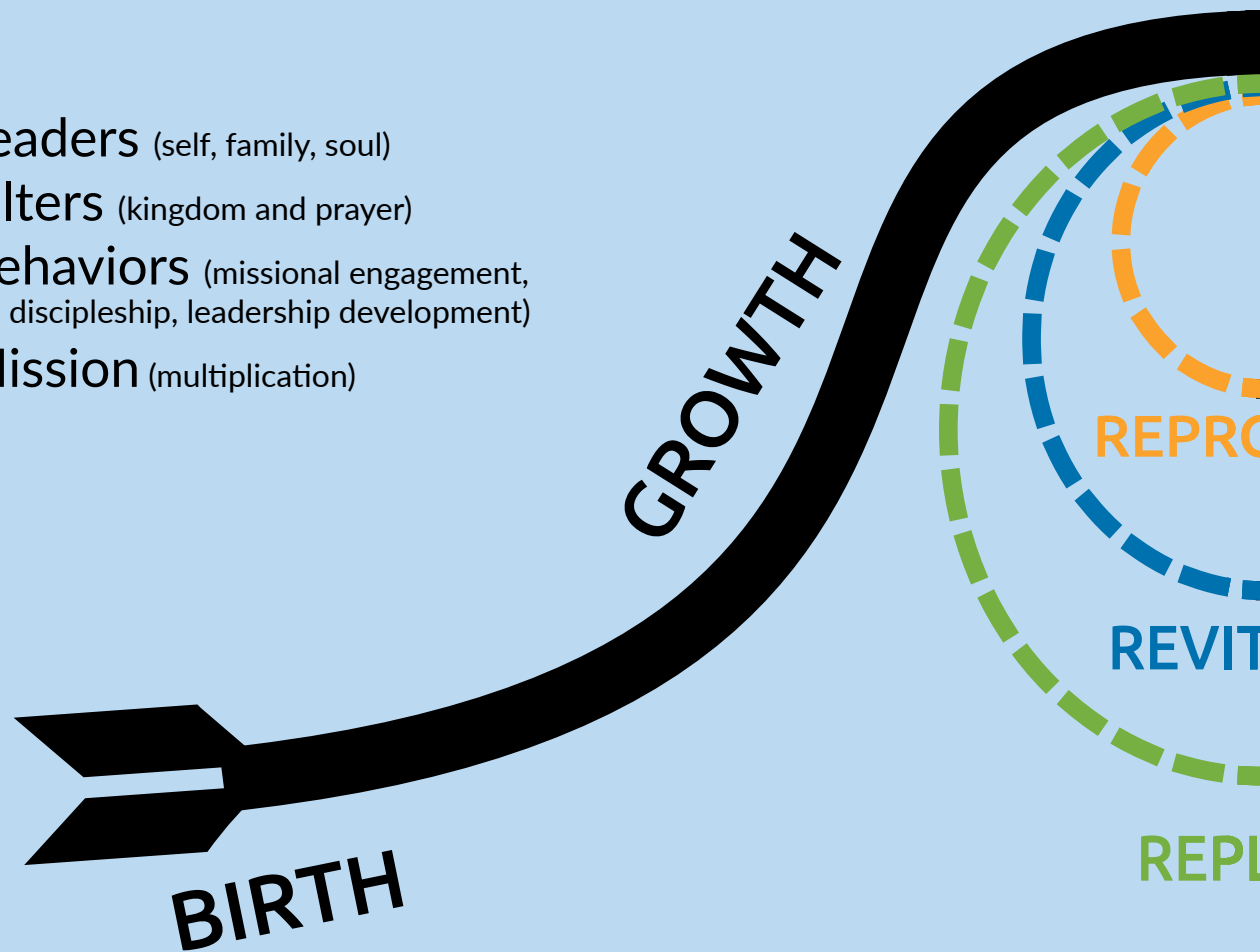 eaders (self, family, soul)
lters (kingdom and prayer)
ehaviors (missional engagement,
discipleship, leadership development)
ission (multiplication)
GROWTH
REPRO
REVIT
REPL
BIRTH